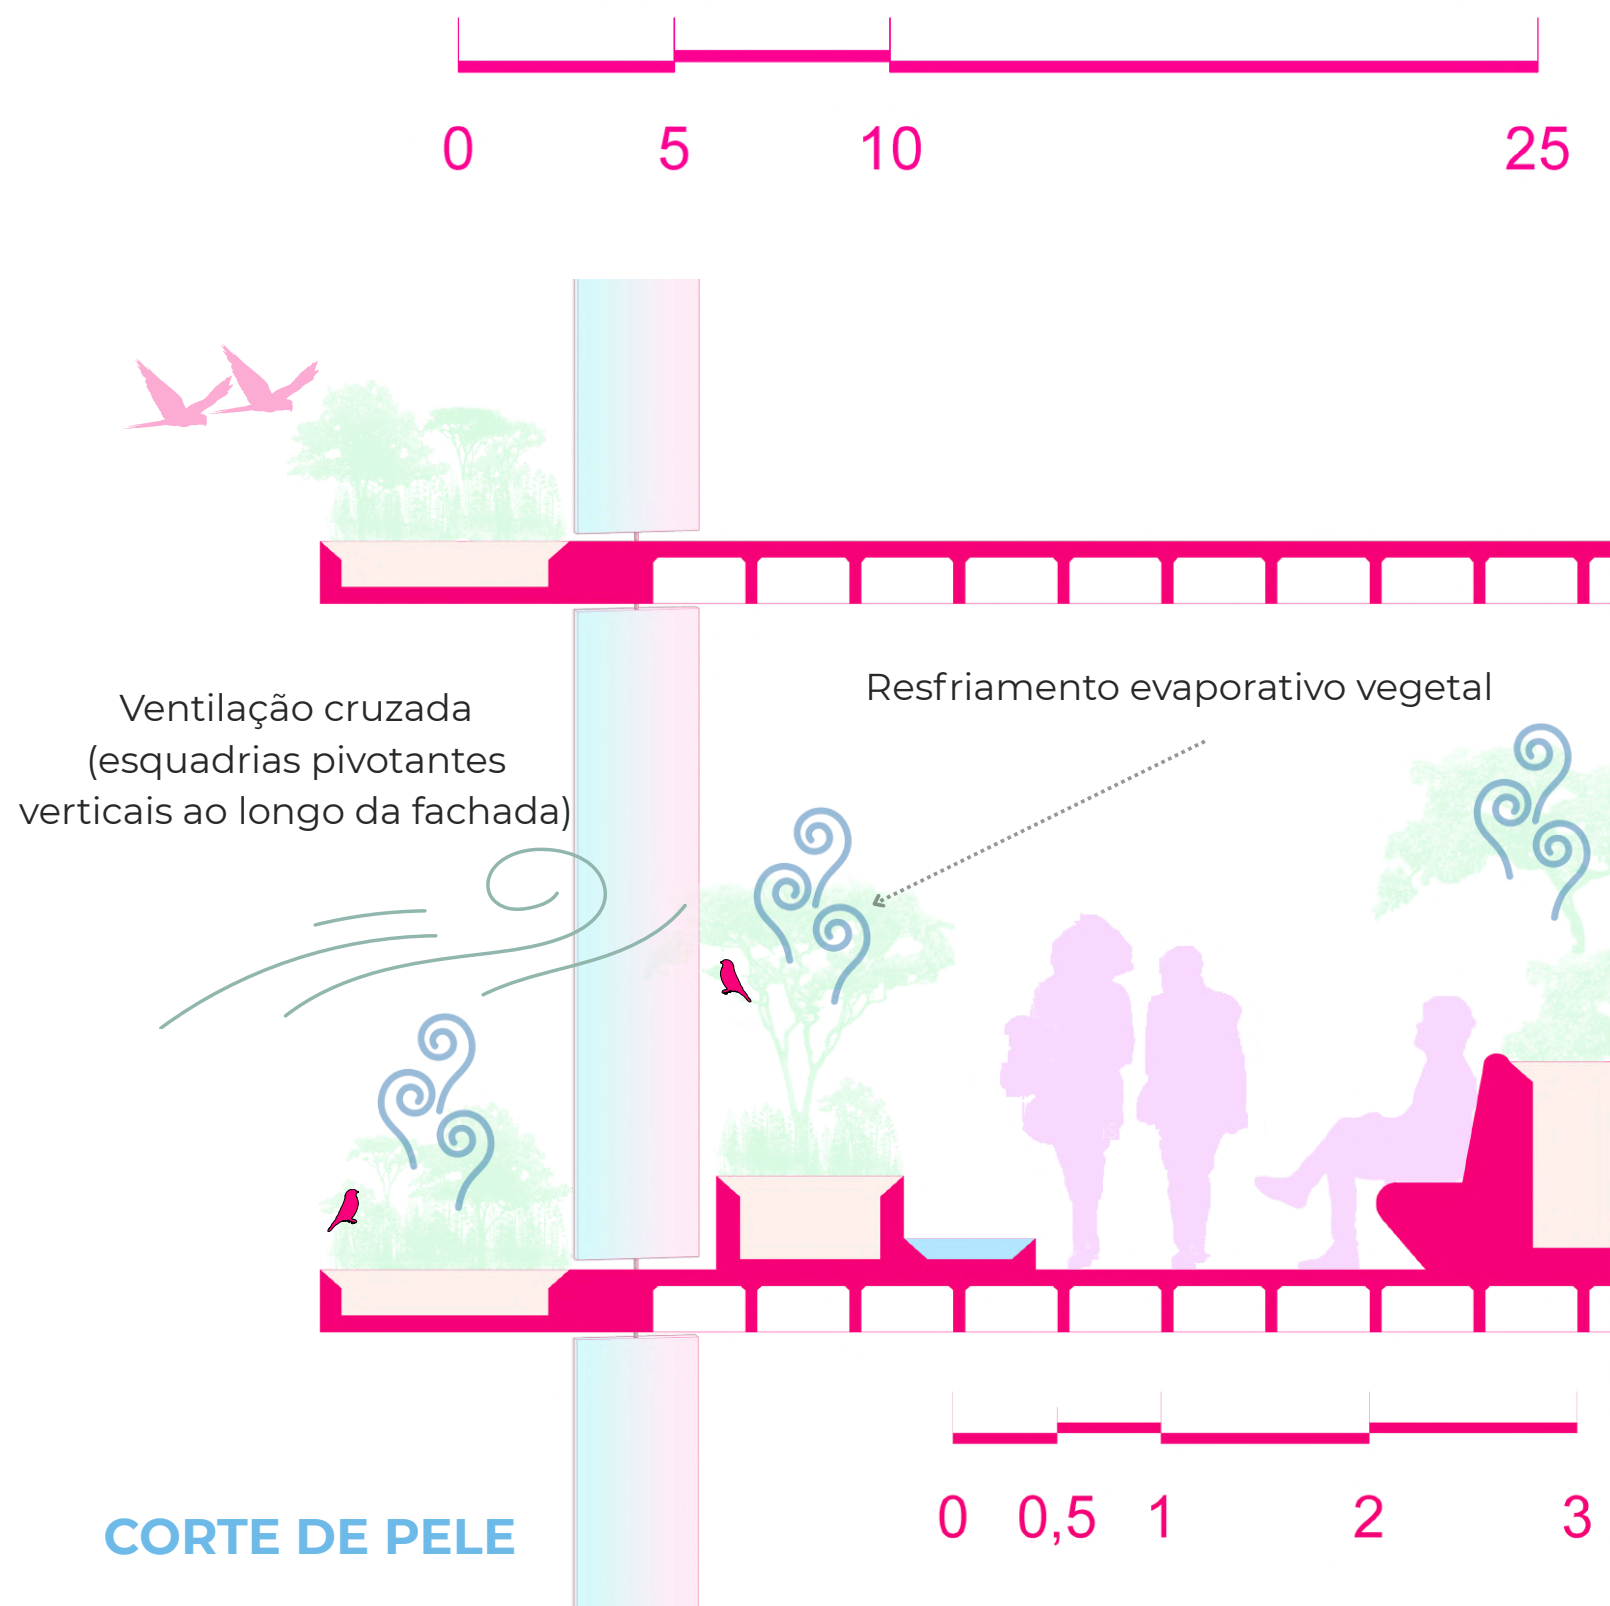 0 5 10 25
Resfriamento evaporativo vegetal
Ventilação cruzada
(esquadrias pivotantes
verticais ao longo da fachada)
0 0,5 1 2 3
CORTE DE PELE